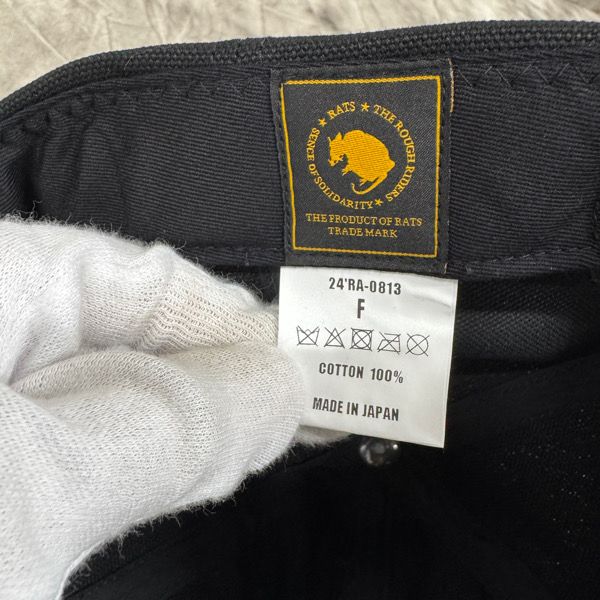 ★ RATS ★ THE ROUGH RIDERS ★
SENCE OF SOLIDARITY
THE PRODUCT OF RATS
TRADE MARK
24'RA-0813
F
COTTON 100%
MADE IN JAPAN